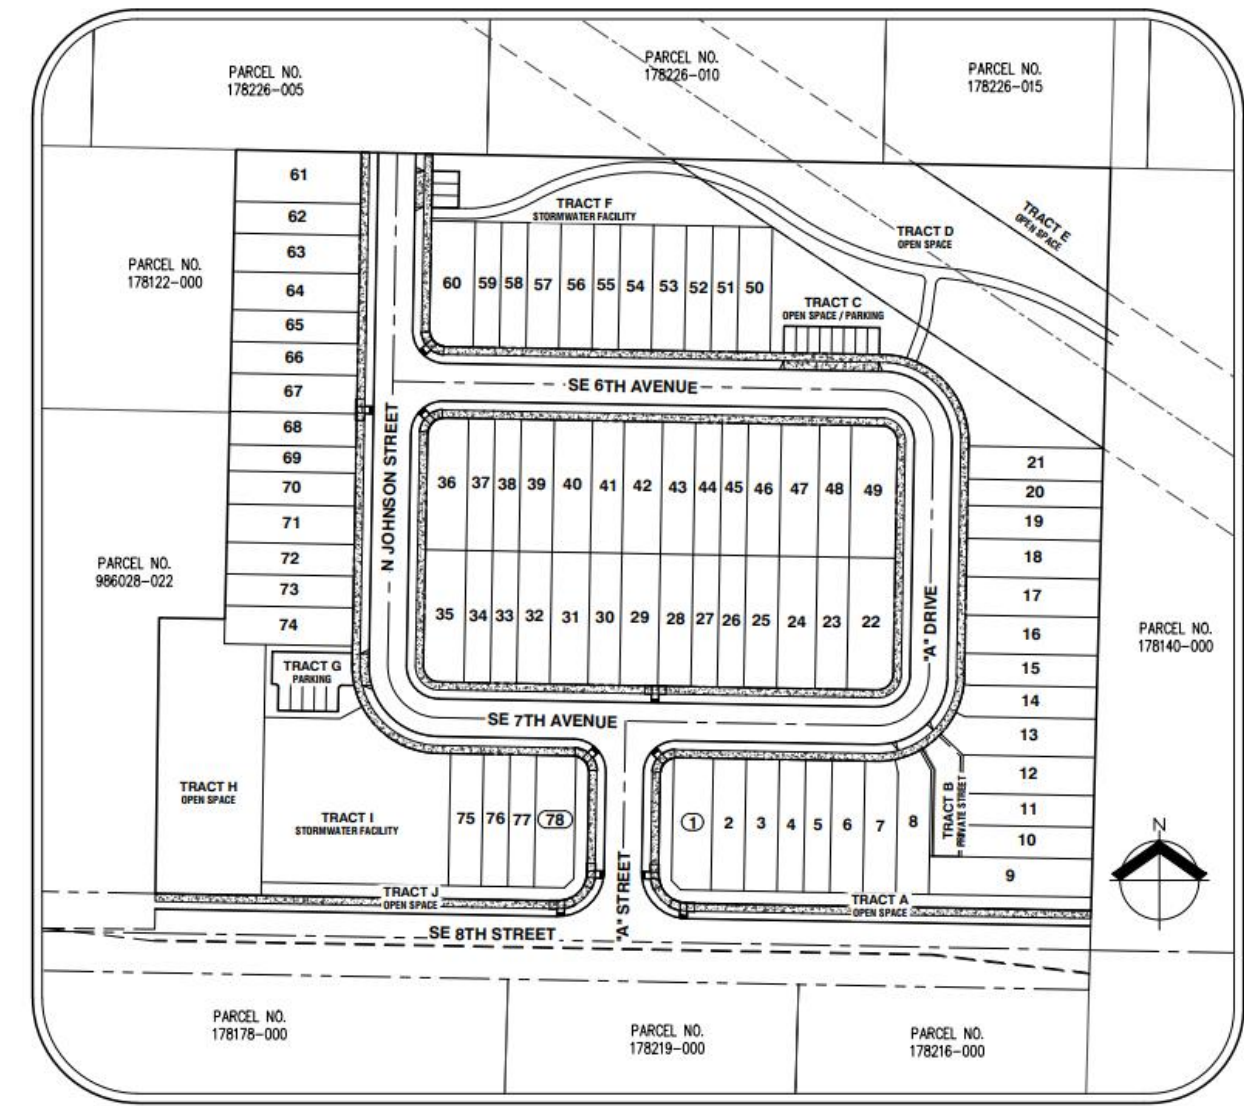 PARCEL NO.
178226-005
PARCEL NO.
178226-010
PARCEL NO.
178226-015
61
62
63
64
65
66
67
68
69
70
71
72
73
74
PARCEL NO.
178122-000
PARCEL NO.
986028-022
TRACT F
STORMWATER FACILITY
TRACT D
OPEN SPACE
TRACT E
OPEN SPACE
TRACT C
OPEN SPACE / PARKING
60 59 58 57 56 55 54 53 52 51 50
SE 6TH AVENUE
N JOHNSON STREET
36 37 38 39 40 41 42 43 44 45 46 47 48 49
35 34 33 32 31 30 29 28 27 26 25 24 23 22
"A" DRIVE
21
20
19
18
17
16
15
14
13
12
11
10
9
PARCEL NO.
178140-000
TRACT G
PARKING
SE 7TH AVENUE
TRACT H
OPEN SPACE
TRACT I
STORMWATER FACILITY
75 76 77 78
1 2 3 4 5 6 7 8
TRACT B
PRIVATE STREET
N
TRACT J
OPEN SPACE
"A" STREET
TRACT A
OPEN SPACE
SE 8TH STREET
PARCEL NO.
178178-000
PARCEL NO.
178219-000
PARCEL NO.
178216-000